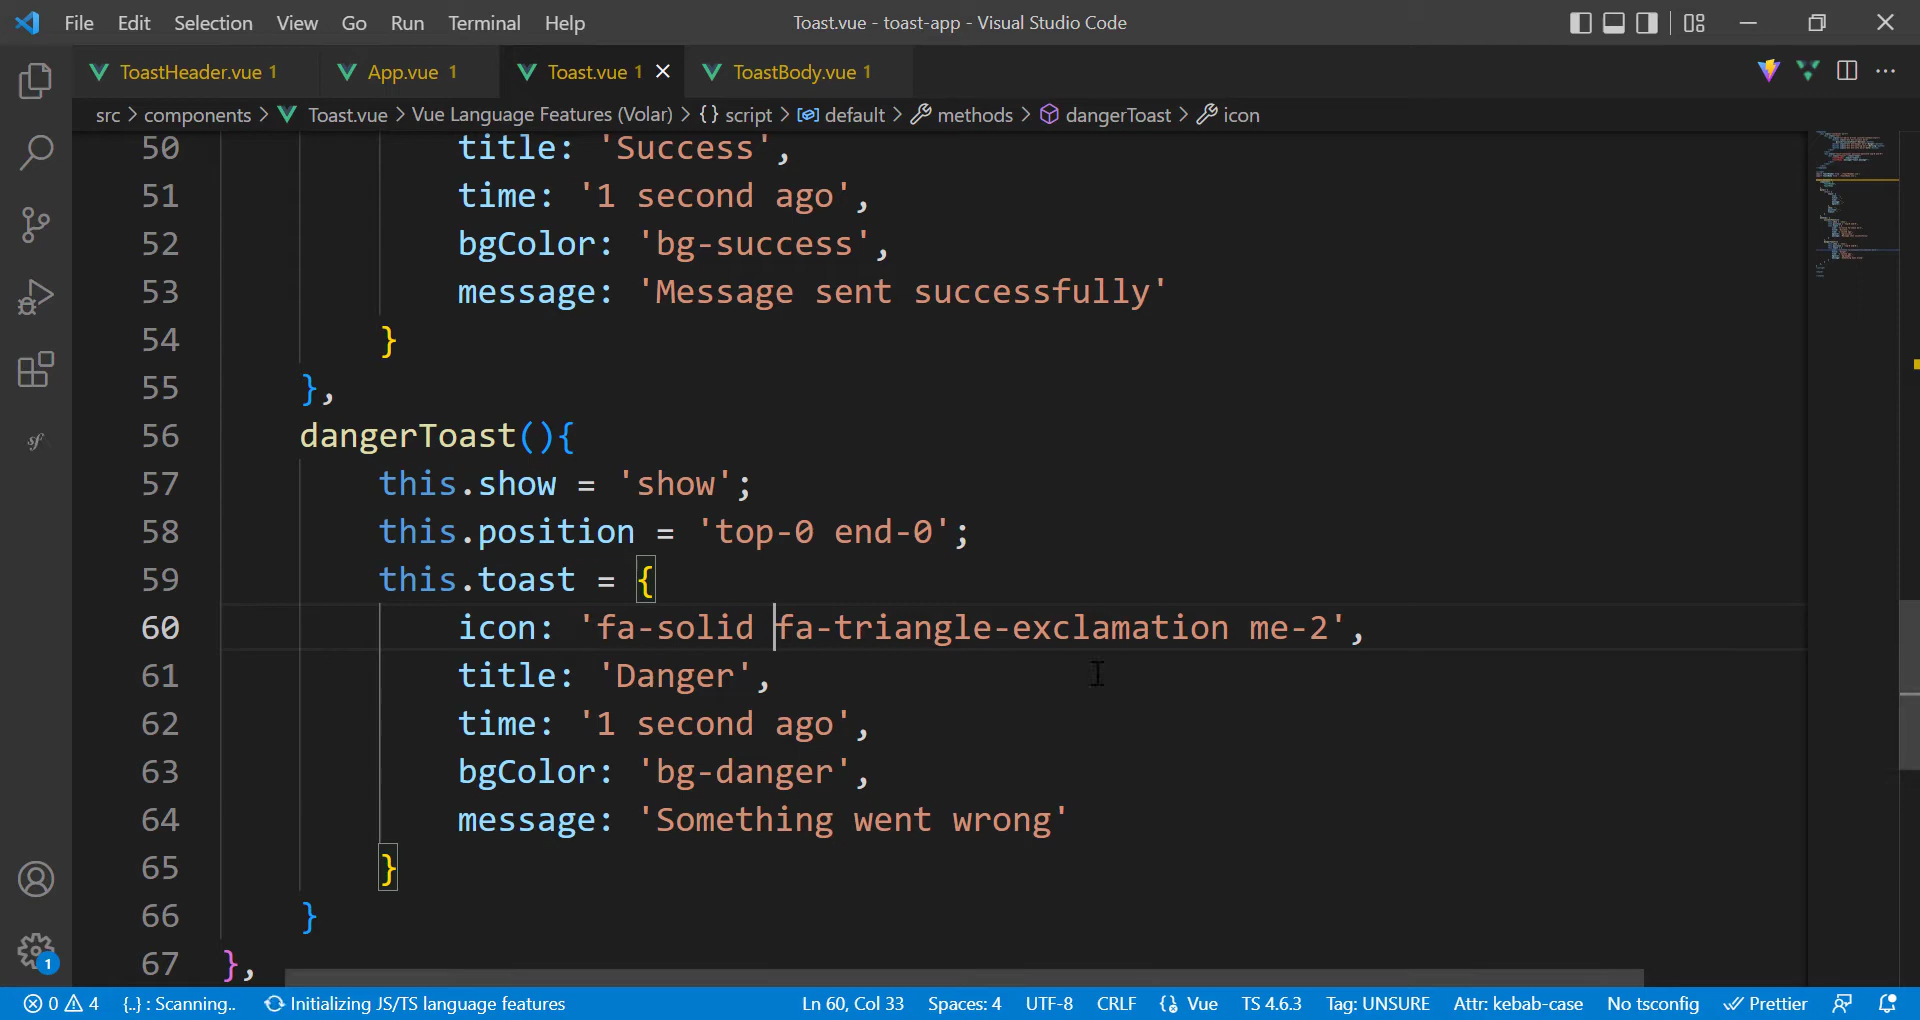 File Edit Selection View Go Run Terminal Help Toast.vue - toast-app - Visual Studio Code
ToastHeader.vue 1 App.vue 1 Toast.vue 1 ToastBody.vue 1
src > components > Toast.vue > Vue Language Features (Volar) > {} script > default > methods > dangerToast > icon
50 title: 'Success',
51 time: '1 second ago',
52 bgColor: 'bg-success',
53 message: 'Message sent successfully'
54 }
55 },
56 dangerToast(){
57 this.show = 'show';
58 this.position = 'top-0 end-0';
59 this.toast = {
60 icon: 'fa-solid fa-triangle-exclamation me-2',
61 title: 'Danger',
62 time: '1 second ago',
63 bgColor: 'bg-danger',
64 message: 'Something went wrong'
65 }
66 }
67 },
1
0 4 {..} : Scanning.. Initializing JS/TS language features Ln 60, Col 33 Spaces: 4 UTF-8 CRLF Vue TS 4.6.3 Tag: UNSURE Attr: kebab-case No tsconfig Prettier